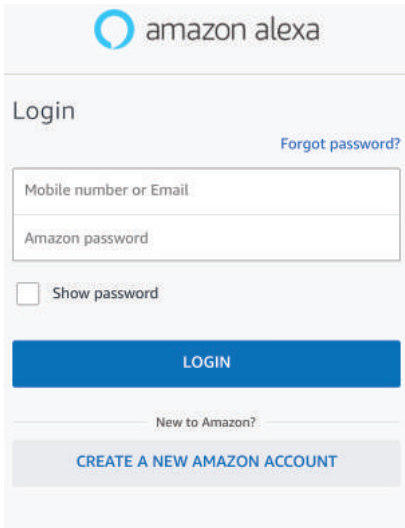 amazon alexa
Login
Forgot password?
Mobile number or Email
Amazon password
Show password
LOGIN
New to Amazon?
CREATE A NEW AMAZON ACCOUNT